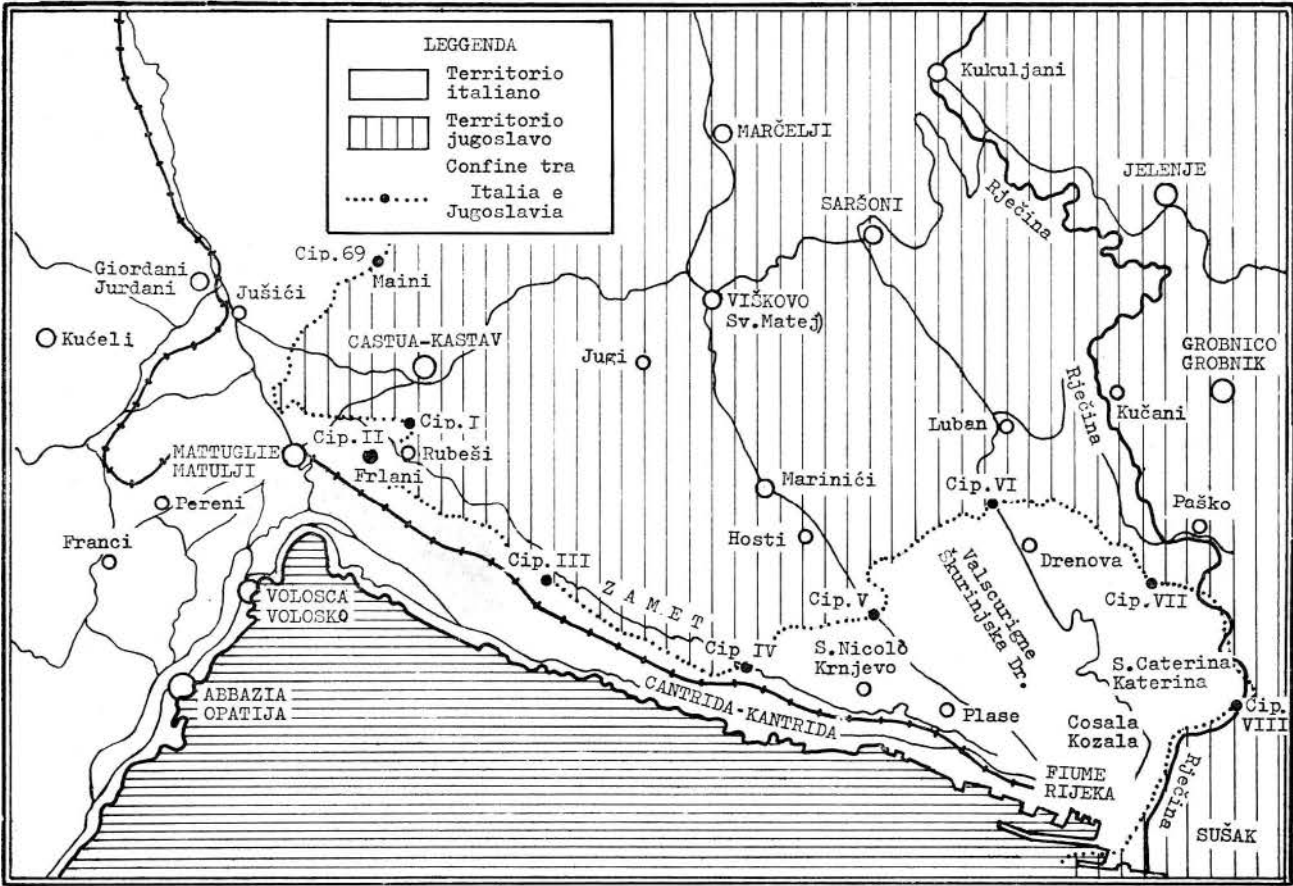 LEGGENDA
Territorio
italiano
Territorio
jugoslavo
Confine tra
Italia e
Jugoslavia
Kukuljani
MARČELJI
JELENJE
Rječina
SARŠONI
Cip.69
Maini
Giordani
Jurdani
Jušići
VIŠKOVO
Sv.Matej)
Kućeli
CASTUA-KASTAV
Jugi
GROBNICO
GROBNIK
Rječina
Kučani
Cip.I
Luban
Cip.II
Rubeši
MATTUGLIE
MATULJI
Frlani
Marinići
Cip.VI
Pereni
Paško
Hosti
Drenova
Franci
Cip.III
Valscurigne
Škurinjska Dr.
ZAMET
Cip.V
Cip.VII
VOLOSCA
VOLOSKO
Cip IV
S.Nicolò
Krnjevo
S.Caterina
Katerina
ABBAZIA
OPATIJA
CANTRIDA-KANTRIDA
Plase
Cosala
Kozala
Cip.
VIII
FIUME
RIJEKA
Rječina
SUŠAK